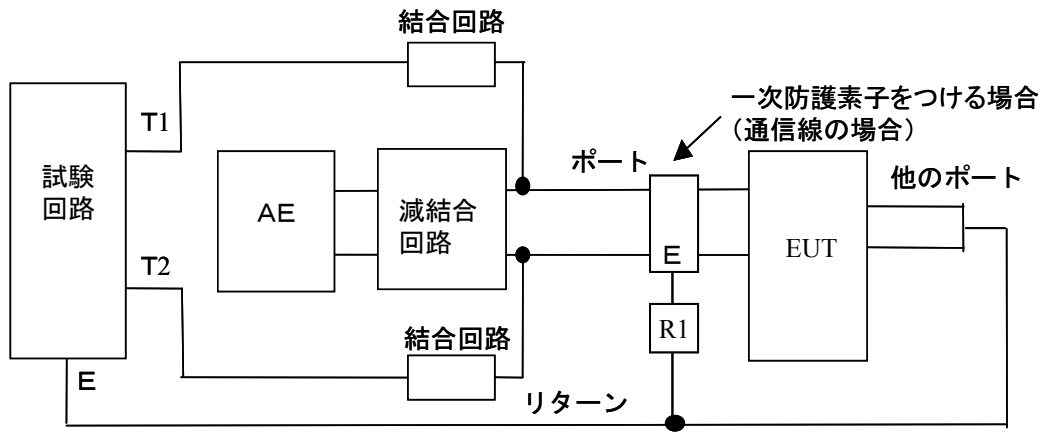 結合回路
一次防護素子をつける場合
(通信線の場合)
T1
ポート
他のポート
試験
回路
AE
減結合
回路
E
EUT
T2
R1
結合回路
E
リターン